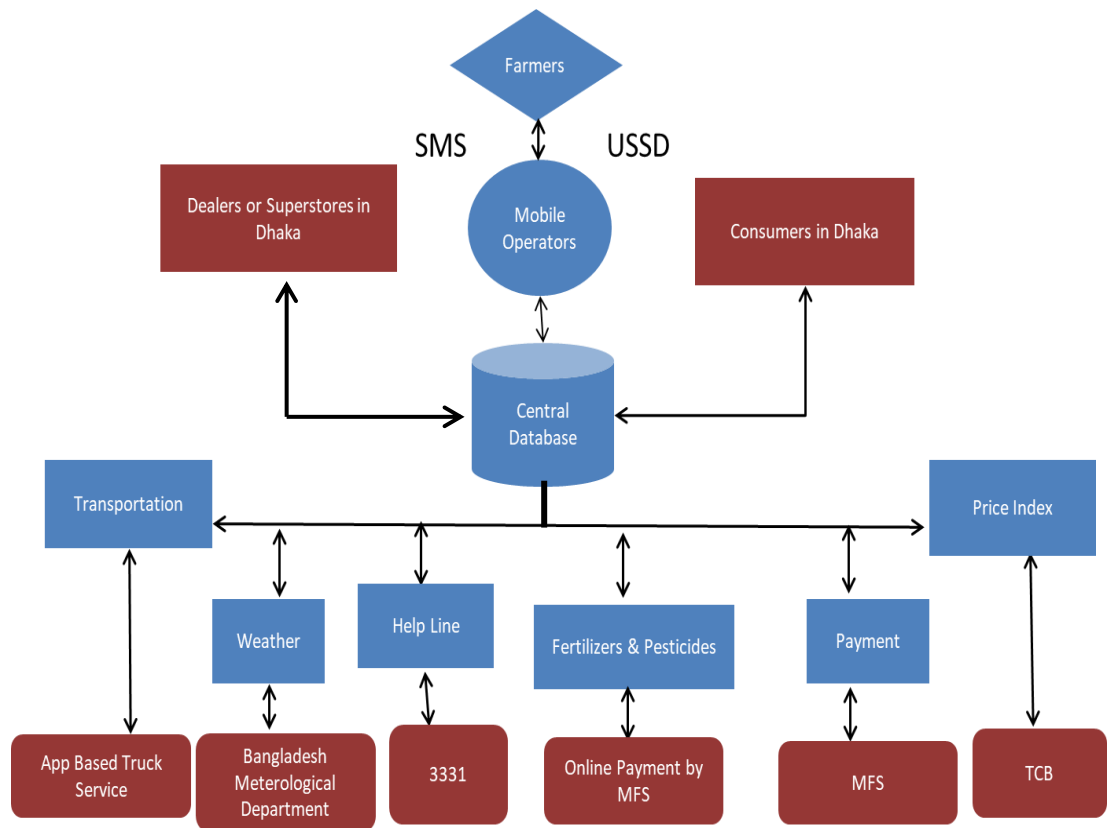 Farmers
SMS
USSD
Dealers or Superstores in
Dhaka
Mobile
Operators
Consumers in Dhaka
Central
Database
Transportation
Price Index
Weather
Help Line
Fertilizers & Pesticides
Payment
App Based Truck
Service
Bangladesh
Meterological
Department
3331
Online Payment by
MFS
MFS
TCB